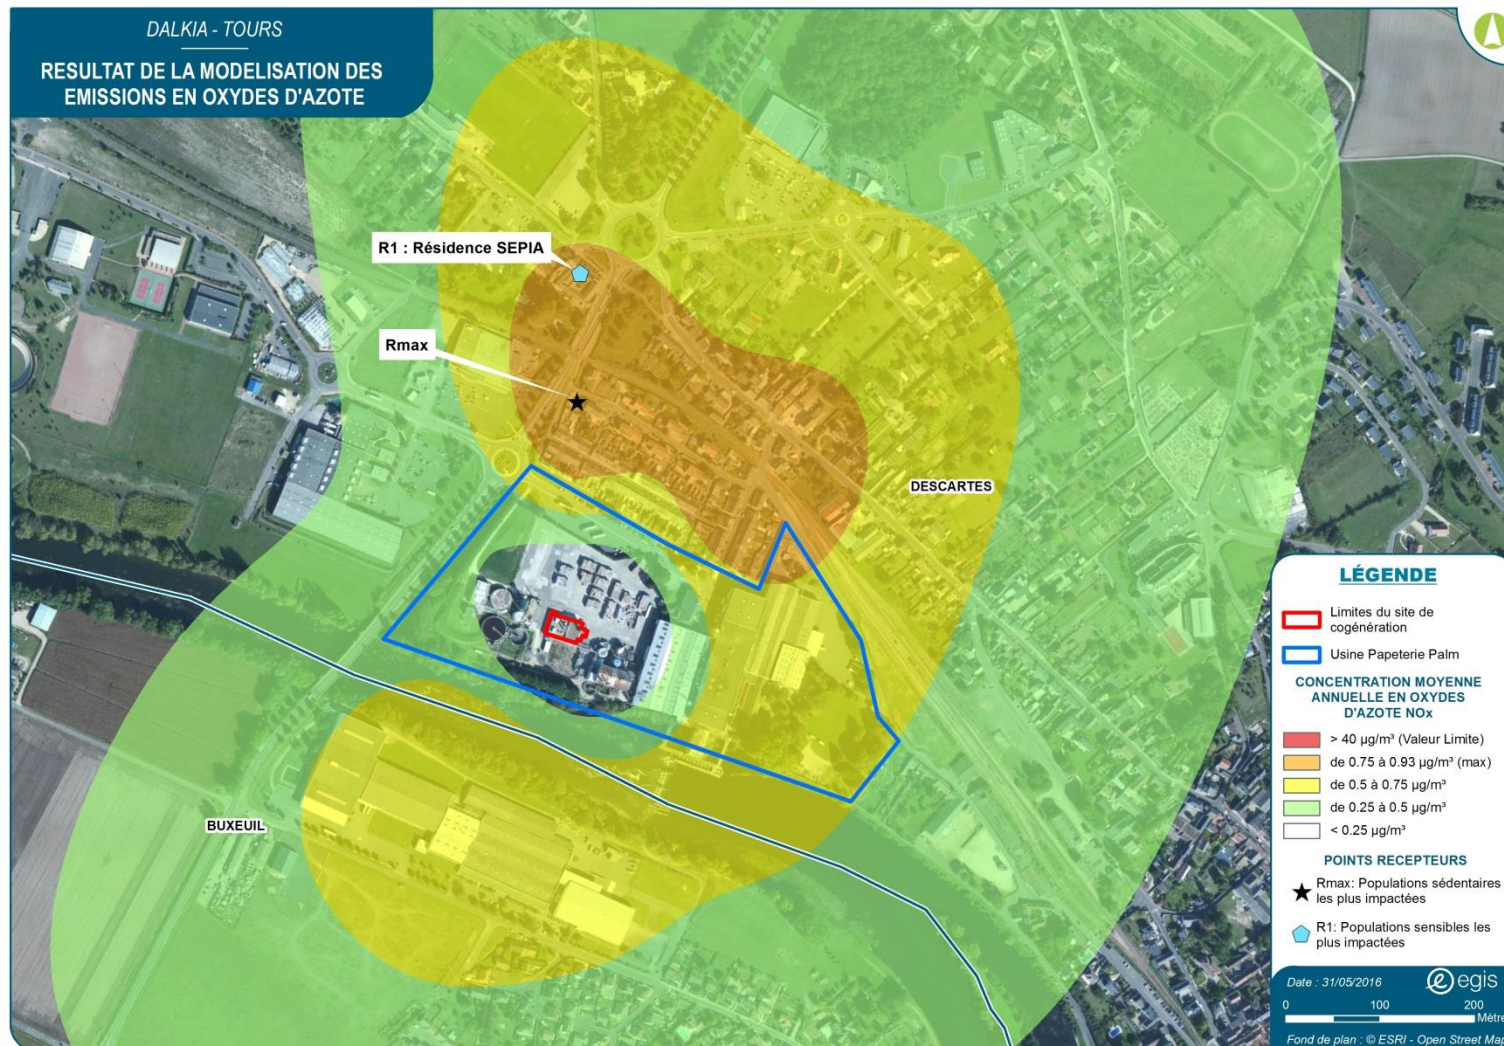 DALKIA - TOURS
RESULTAT DE LA MODELISATION DES
EMISSIONS EN OXYDES D'AZOTE
R1 : Résidence SEPIA
Rmax
DESCARTES
BUXEUIL
LÉGENDE
Limites du site de
cogénération
Usine Papeterie Palm
CONCENTRATION MOYENNE
ANNUELLE EN OXYDES
D'AZOTE NOx
> 40 µg/m³ (Valeur Limite)
de 0.75 à 0.93 µg/m³ (max)
de 0.5 à 0.75 µg/m³
de 0.25 à 0.5 µg/m³
< 0.25 µg/m³
POINTS RECEPTEURS
Rmax: Populations sédentaires
les plus impactées
R1: Populations sensibles les
plus impactées
Date : 31/05/2016
egis
0 100 200
Mètre
Fond de plan : © ESRI - Open Street Map